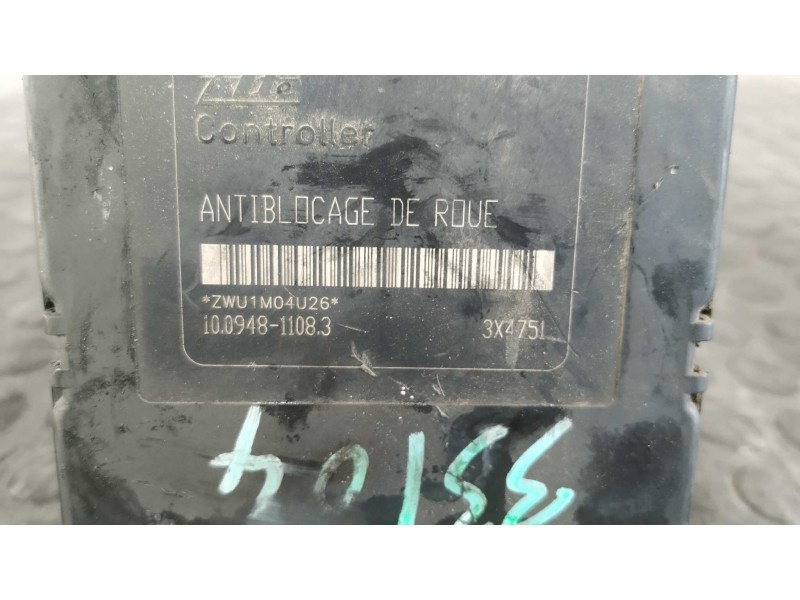 Controller
ANTIBLOCAGE DE ROUE
*ZWU1M04U26*
10.0948-1108.3 3X4751